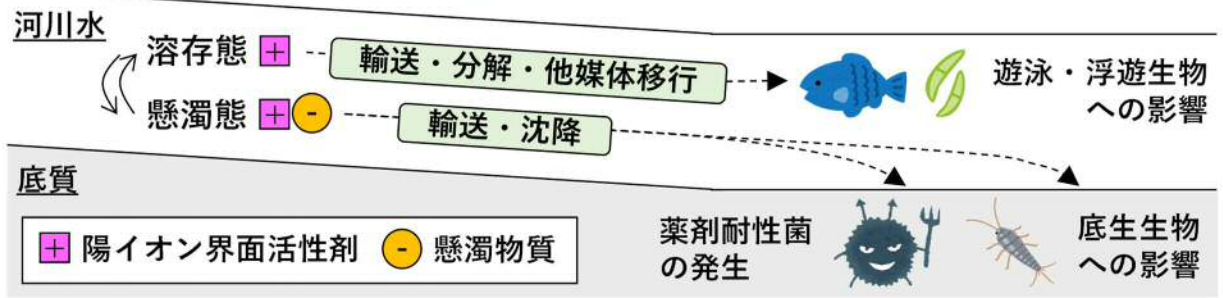 河川水
溶存態 + 輸送・分解・他媒体移行
遊泳・浮遊生物
への影響
懸濁態 + - 輸送・沈降
底質
薬剤耐性菌
の発生
底生生物
への影響
+ 陽イオン界面活性剤 - 懸濁物質